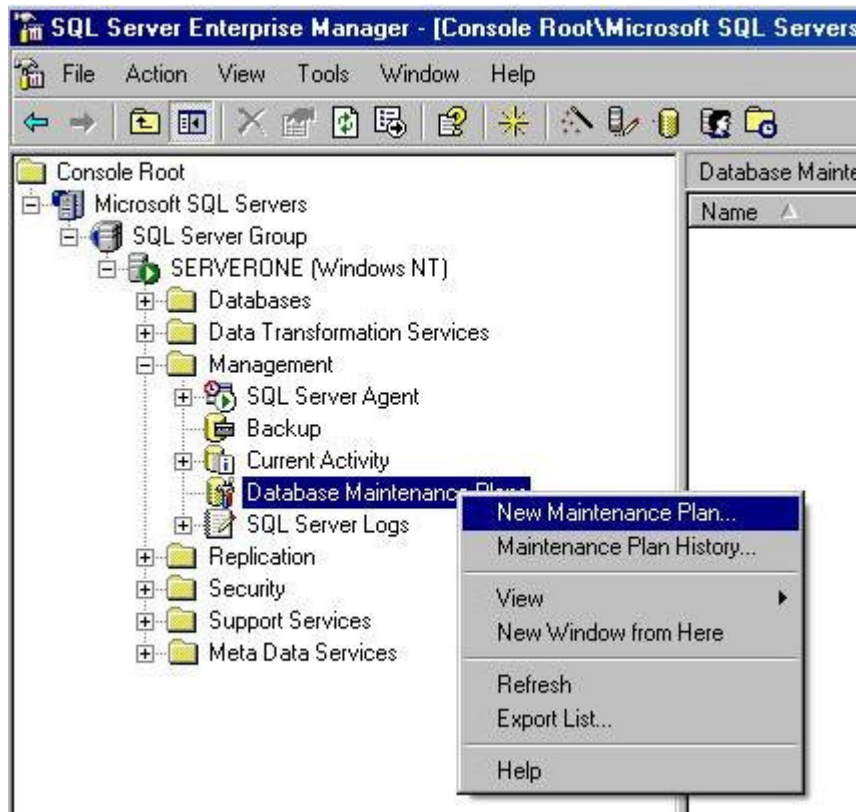 SQL Server Enterprise Manager - [Console Root\Microsoft SQL Servers
File Action View Tools Window Help
Console Root
Microsoft SQL Servers
SQL Server Group
SERVERONE (Windows NT)
Databases
Data Transformation Services
Management
SQL Server Agent
Backup
Current Activity
Database Maintenance
SQL Server Logs
Replication
Security
Support Services
Meta Data Services
Database Mainte
Name
New Maintenance Plan...
Maintenance Plan History...
View
New Window from Here
Refresh
Export List...
Help